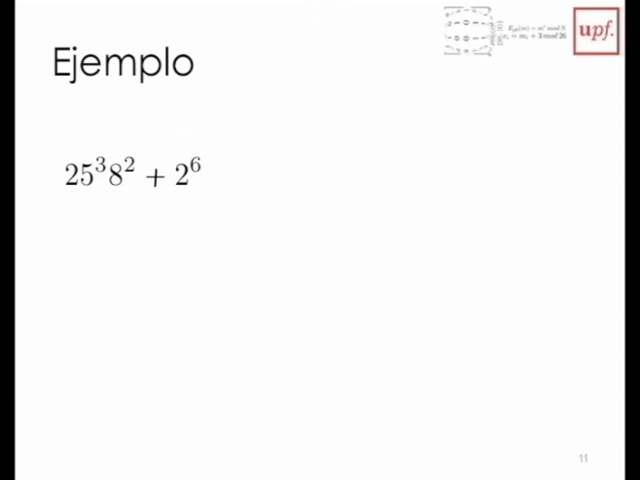 Ejemplo
upf.
25³8² + 2⁶
11